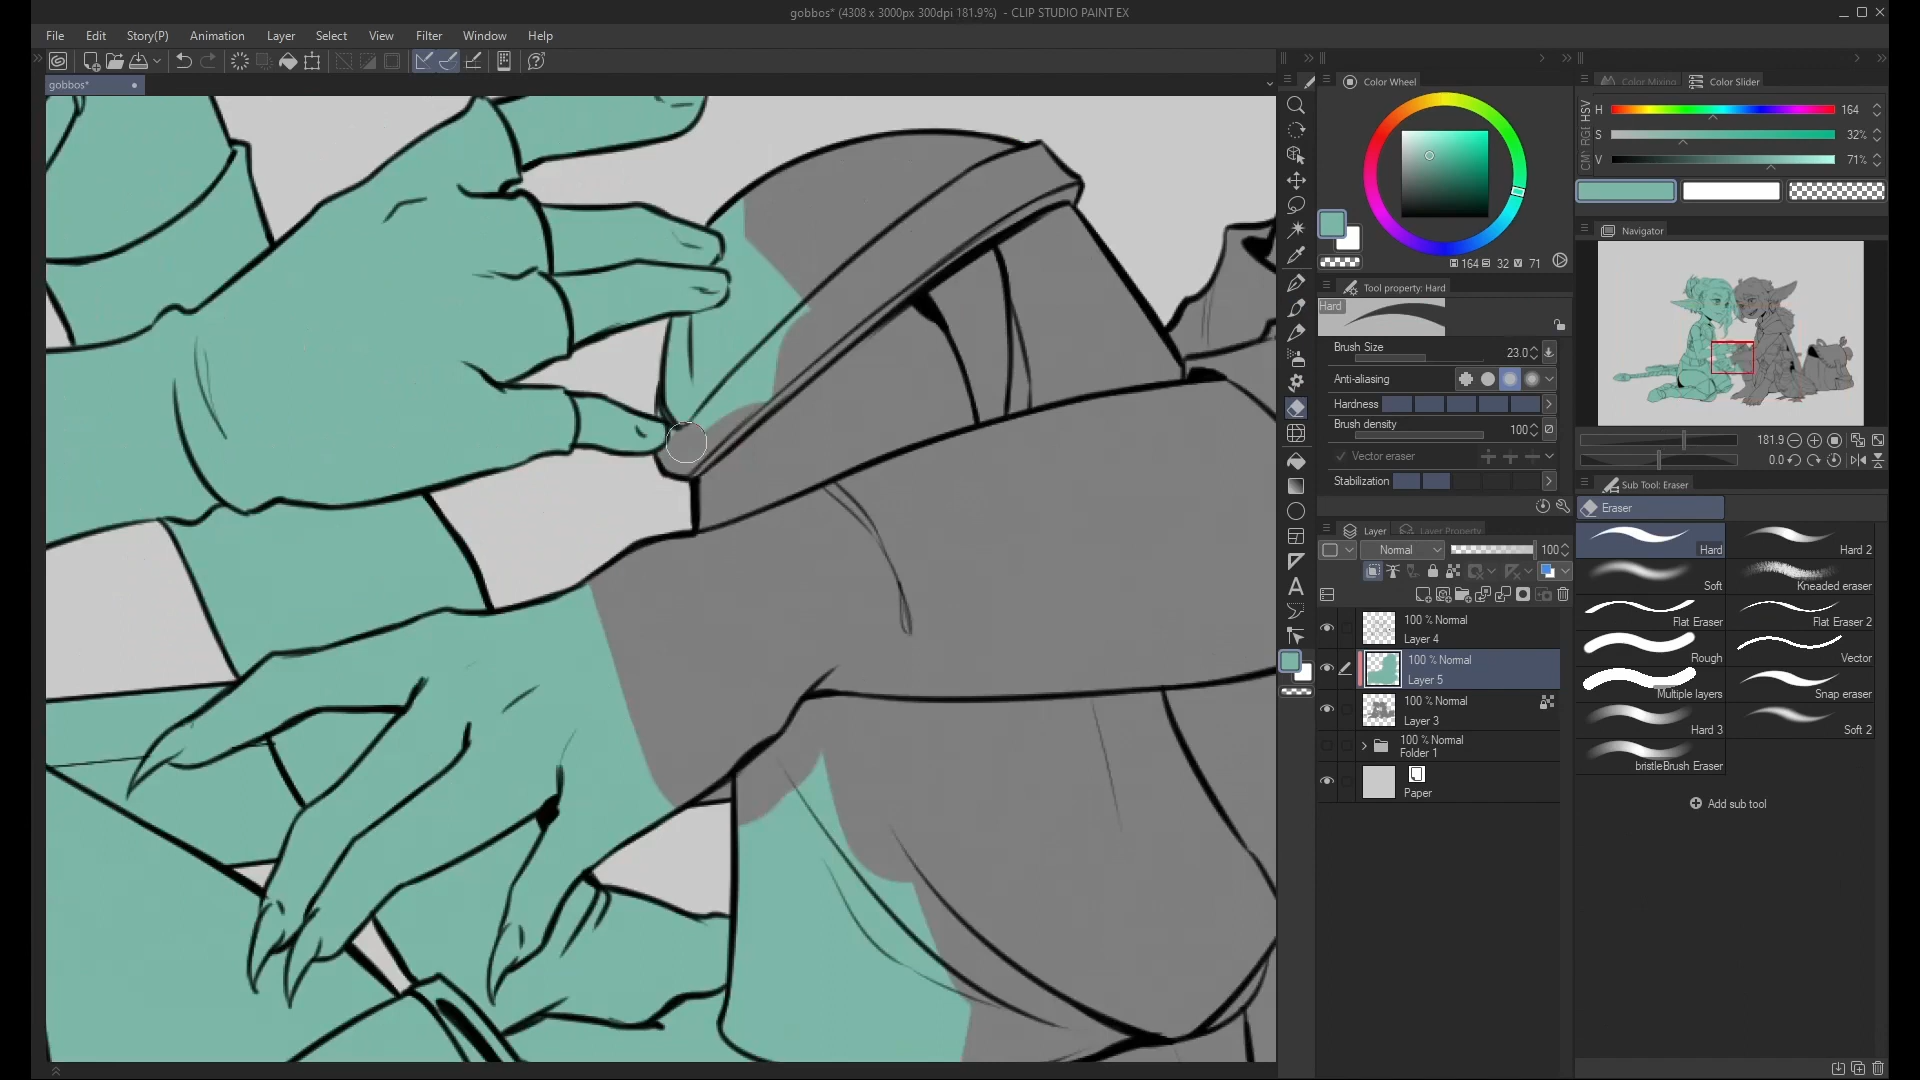 gobbos* (4308 x 3000px 300dpi 181.9%) - CLIP STUDIO PAINT EX
File Edit Story(P) Animation Layer Select View Filter Window Help
gobbos*
Color Wheel
164 32 71
Tool property: Hard
Hard
Brush Size 23.0
Anti-aliasing
Hardness
Brush density 100
Vector eraser
Stabilization
Layer Layer Property
Normal 100
100 % Normal
Layer 4
100 % Normal
Layer 5
100 % Normal
Layer 3
100 % Normal
Folder 1
Paper
Color Mixing Color Slider
HSV
H 164
S 32%
V 71%
Navigator
181.9
0.0
Sub Tool: Eraser
Eraser
Hard Hard 2
Soft Kneaded eraser
Flat Eraser Flat Eraser 2
Rough Vector
Multiple layers Snap eraser
Hard 3 Soft 2
bristleBrush Eraser
Add sub tool